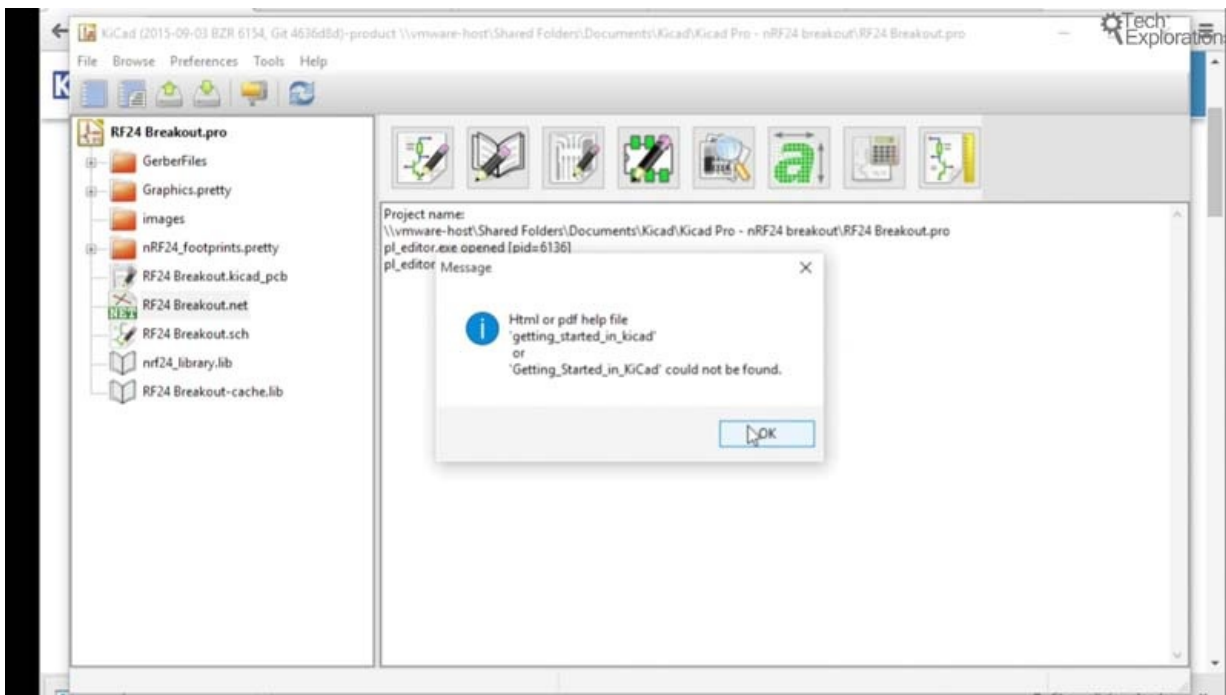 Tech
Explorations
KiCad (2015-09-03 BZR 6154, Git 4636d8d)-product \\vmware-host\Shared Folders\Documents\Kicad\Kicad Pro - nRF24 breakout\RF24 Breakout.pro
File Browse Preferences Tools Help
K
RF24 Breakout.pro
GerberFiles
Graphics.pretty
images
nRF24_footprints.pretty
RF24 Breakout.kicad_pcb
NET
RF24 Breakout.net
RF24 Breakout.sch
nrf24_library.lib
RF24 Breakout-cache.lib
a
Project name:
\\vmware-host\Shared Folders\Documents\Kicad\Kicad Pro - nRF24 breakout\RF24 Breakout.pro
pl_editor.exe opened [pid=6136]
pl_editor
Message
Html or pdf help file
'getting_started_in_kicad'
or
'Getting_Started_in_KiCad' could not be found.
OK